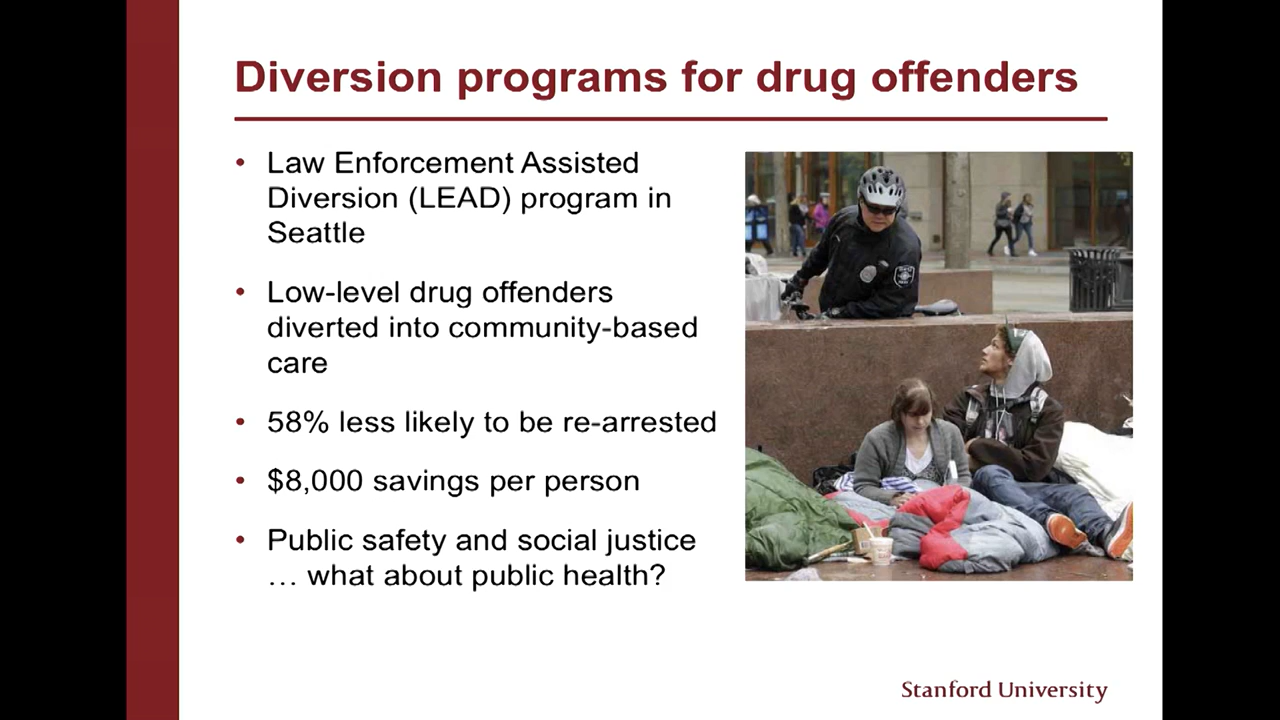 Diversion programs for drug offenders
• Law Enforcement Assisted
Diversion (LEAD) program in
Seattle
• Low-level drug offenders
diverted into community-based
care
• 58% less likely to be re-arrested
• $8,000 savings per person
• Public safety and social justice
… what about public health?
Stanford University